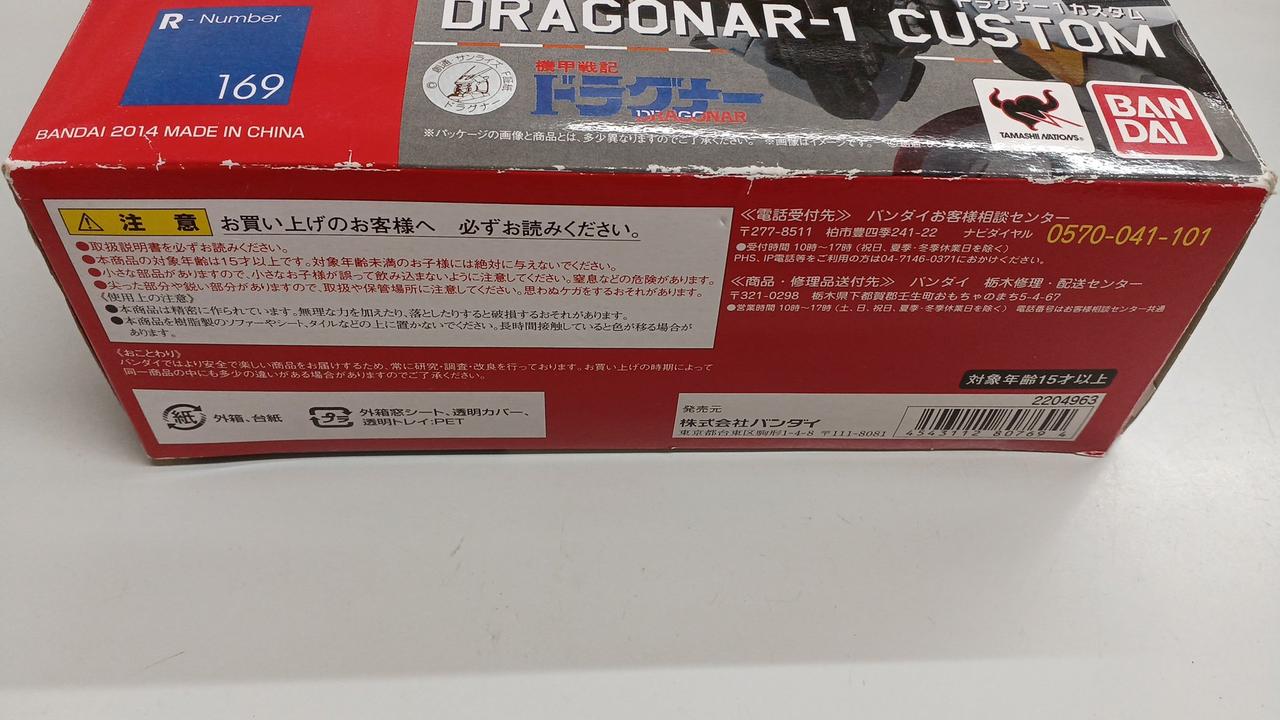 R - Number
169
BANDAI 2014 MADE IN CHINA
ドラグナー1カスタム
DRAGONAR-1 CUSTOM
創通・サンライズ
ドラグナー
機甲戦記
ドラグナー
DRAGONAR
※パッケージの画像と商品とは、多少異なりますのでご了承ください。 ※画像はイメージです。
TAMASHII NATIONS
BAN
DAI
注 意 お買い上げのお客様へ 必ずお読みください。
●取扱説明書を必ずお読みください。
●本商品の対象年齢は15才以上です。対象年齢未満のお子様には絶対に与えないでください。
●小さな部品がありますので、小さなお子様が誤って飲み込まないように注意してください。窒息などの危険があります。
●尖った部分や鋭い部分がありますので、取扱や保管場所に注意してください。思わぬケガをするおそれがあります。
《使用上の注意》
●本商品は精密に作られています。無理な力を加えたり、落としたりすると破損するおそれがあります。
●本商品を樹脂製のソファーやシート、タイルなどの上に置かないでください。長時間接触していると色が移る場合が
あります。
《おことわり》
バンダイではより安全で楽しい商品をお届けするため、常に研究・調査・改良を行っております。お買い上げの時期によって
同一商品の中にも多少の違いがある場合がありますのでご了承ください。
紙 外箱、台紙
プラ 外箱窓シート、透明カバー、
透明トレイ:PET
≪電話受付先≫ バンダイお客様相談センター
〒277-8511 柏市豊四季241-22 ナビダイヤル 0570-041-101
●受付時間 10時〜17時 (祝日、夏季・冬季休業日を除く)
PHS、IP電話等をご利用の方は04-7146-0371におかけください。
≪商品・修理品送付先≫ バンダイ 栃木修理・配送センター
〒321-0298 栃木県下都賀郡壬生町おもちゃのまち5-4-67
●営業時間 10時〜17時 (土、日、祝日、夏季・冬季休業日を除く) 電話番号はお客様相談センター共通
対象年齢15才以上
発売元
株式会社バンダイ
東京都台東区駒形1-4-8 〒111-8081
2204963
4543112 807694